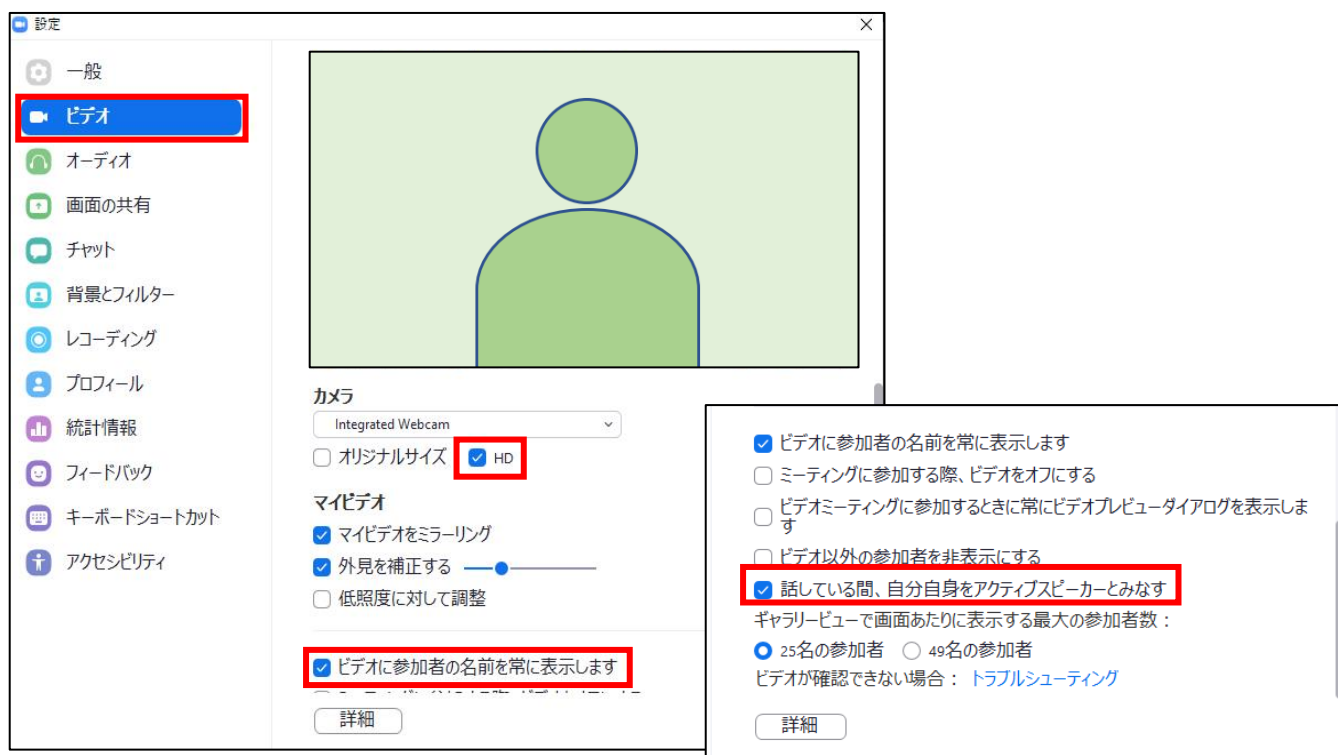 設定
一般
ビデオ
オーディオ
画面の共有
チャット
背景とフィルター
レコーディング
プロフィール
統計情報
フィードバック
キーボードショートカット
アクセシビリティ
カメラ
Integrated Webcam
オリジナルサイズ HD
マイビデオ
マイビデオをミラーリング
外見を補正する
低照度に対して調整
ビデオに参加者の名前を常に表示します
詳細
ビデオに参加者の名前を常に表示します
ミーティングに参加する際、ビデオをオフにする
ビデオミーティングに参加するときに常にビデオプレビューダイアログを表示しま
す
ビデオ以外の参加者を非表示にする
話している間、自分自身をアクティブスピーカーとみなす
ギャラリービューで画面あたりに表示する最大の参加者数：
25名の参加者 49名の参加者
ビデオが確認できない場合： トラブルシューティング
詳細